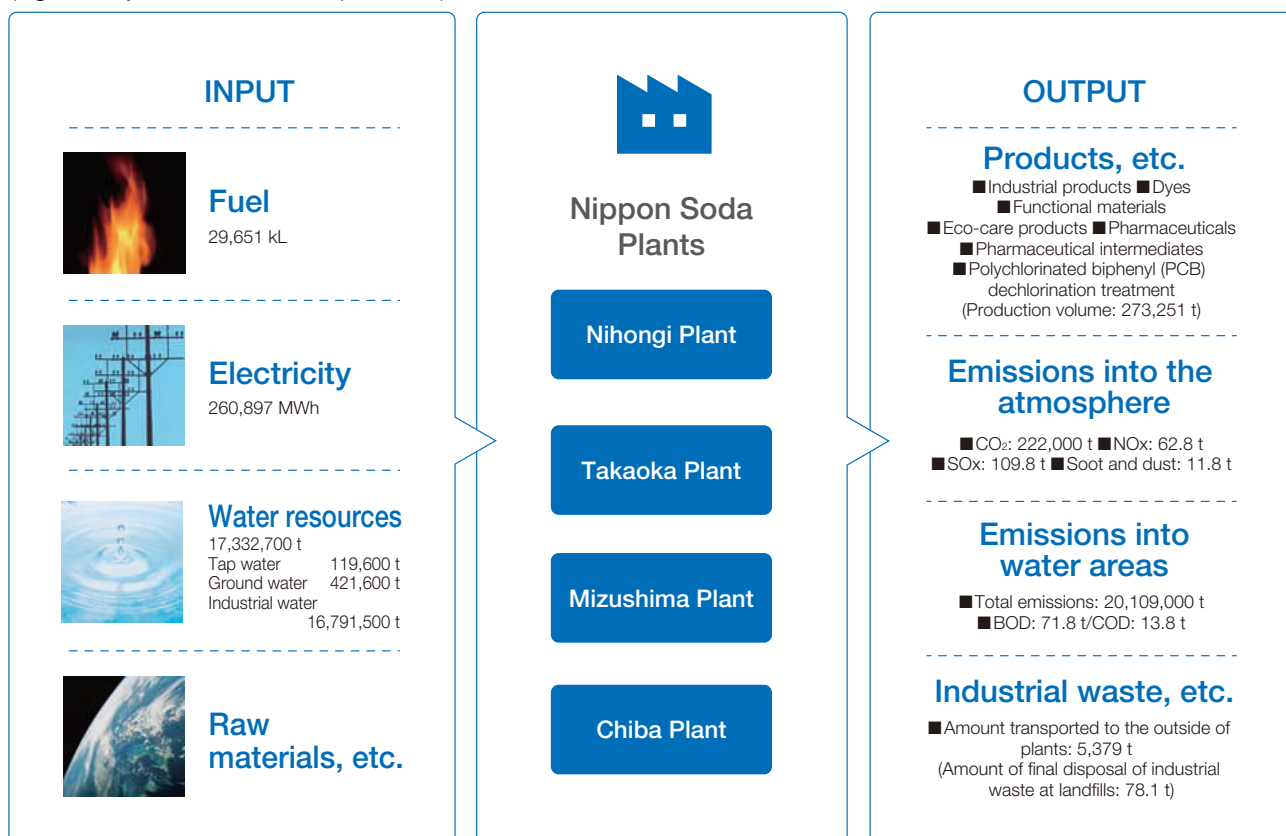 INPUT
Fuel
29,651 kL
Electricity
260,897 MWh
Water resources
17,332,700 t
Tap water 119,600 t
Ground water 421,600 t
Industrial water
16,791,500 t
Raw
materials, etc.
Nippon Soda
Plants
Nihongi Plant
Takaoka Plant
Mizushima Plant
Chiba Plant
OUTPUT
Products, etc.
■Industrial products ■Dyes
■Functional materials
■Eco-care products ■Pharmaceuticals
■Pharmaceutical intermediates
■Polychlorinated biphenyl (PCB)
dechlorination treatment
(Production volume: 273,251 t)
Emissions into the
atmosphere
■CO₂: 222,000 t ■NOx: 62.8 t
■SOx: 109.8 t ■Soot and dust: 11.8 t
Emissions into
water areas
■Total emissions: 20,109,000 t
■BOD: 71.8 t/COD: 13.8 t
Industrial waste, etc.
■Amount transported to the outside of
plants: 5,379 t
(Amount of final disposal of industrial
waste at landfills: 78.1 t)